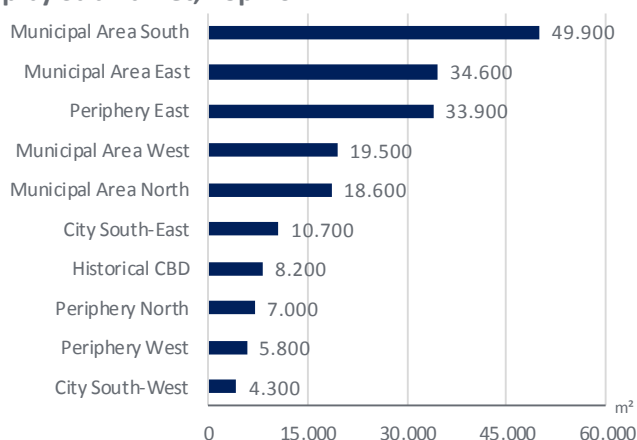 Municipal Area South 49.900
Municipal Area East 34.600
Periphery East 33.900
Municipal Area West 19.500
Municipal Area North 18.600
City South-East 10.700
Historical CBD 8.200
Periphery North 7.000
Periphery West 5.800
City South-West 4.300
m²
0 15.000 30.000 45.000 60.000